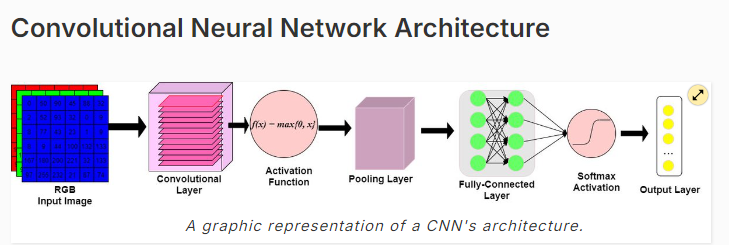 Convolutional Neural Network Architecture
RGB
Input Image
Convolutional
Layer
f(x) = max{0, x}
Activation
Function
Pooling Layer
Fully-Connected
Layer
Softmax
Activation
...
Output Layer
A graphic representation of a CNN's architecture.